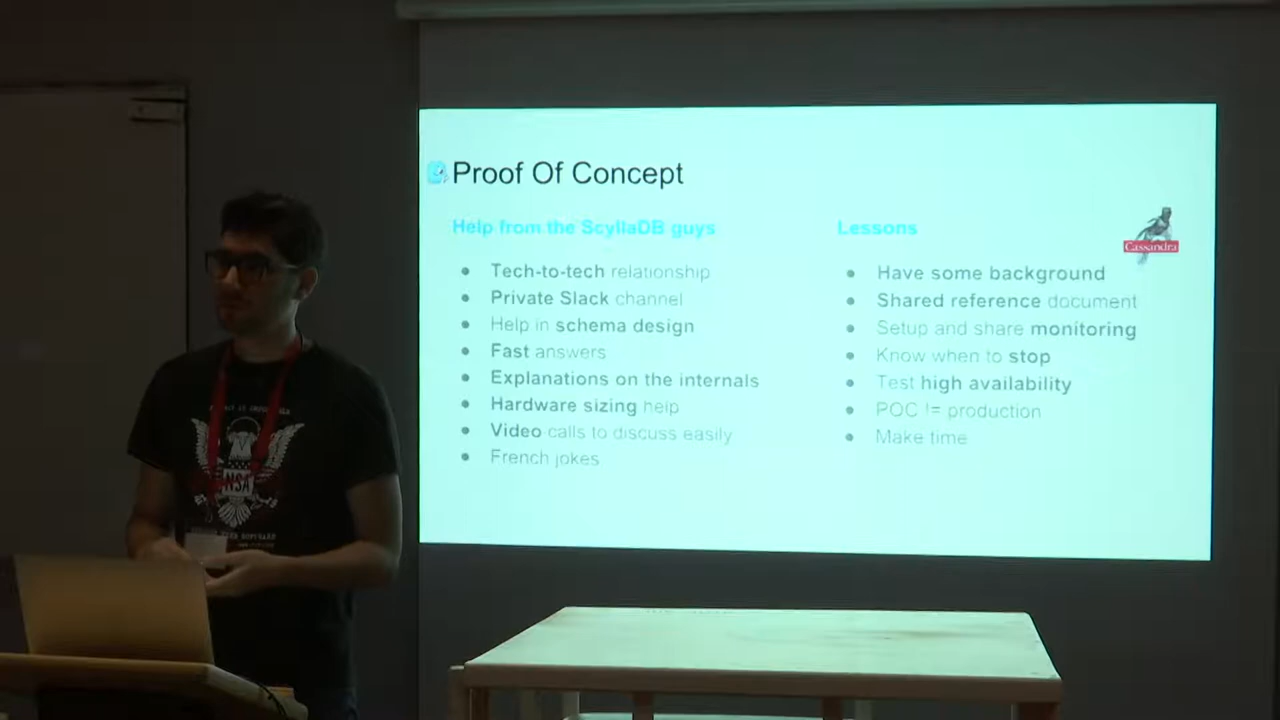 Proof Of Concept
Help from the ScyllaDB guys
Tech-to-tech relationship
Private Slack channel
Help in schema design
Fast answers
Explanations on the internals
Hardware sizing help
Video calls to discuss easily
French jokes
Lessons
Have some background
Shared reference document
Setup and share monitoring
Know when to stop
Test high availability
POC != production
Make time
Cassandra
NSA